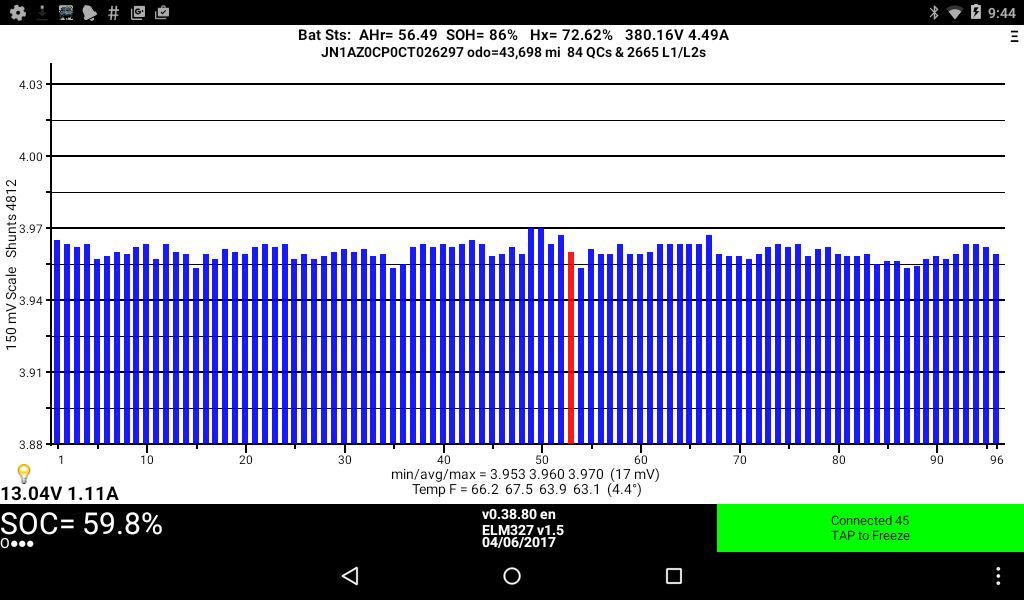 9:44
Bat Sts: AHr= 56.49 SOH= 86% Hx= 72.62% 380.16V 4.49A
JN1AZ0CP0CT026297 odo=43,698 mi 84 QCs & 2665 L1/L2s
150 mV Scale Shunts 4812
4.03
4.00
3.97
3.94
3.91
3.88
1 10 20 30 40 50 60 70 80 90 96
min/avg/max = 3.953 3.960 3.970 (17 mV)
Temp F = 66.2 67.5 63.9 63.1 (4.4°)
13.04V 1.11A
SOC= 59.8%
v0.38.80 en
ELM327 v1.5
04/06/2017
Connected 45
TAP to Freeze